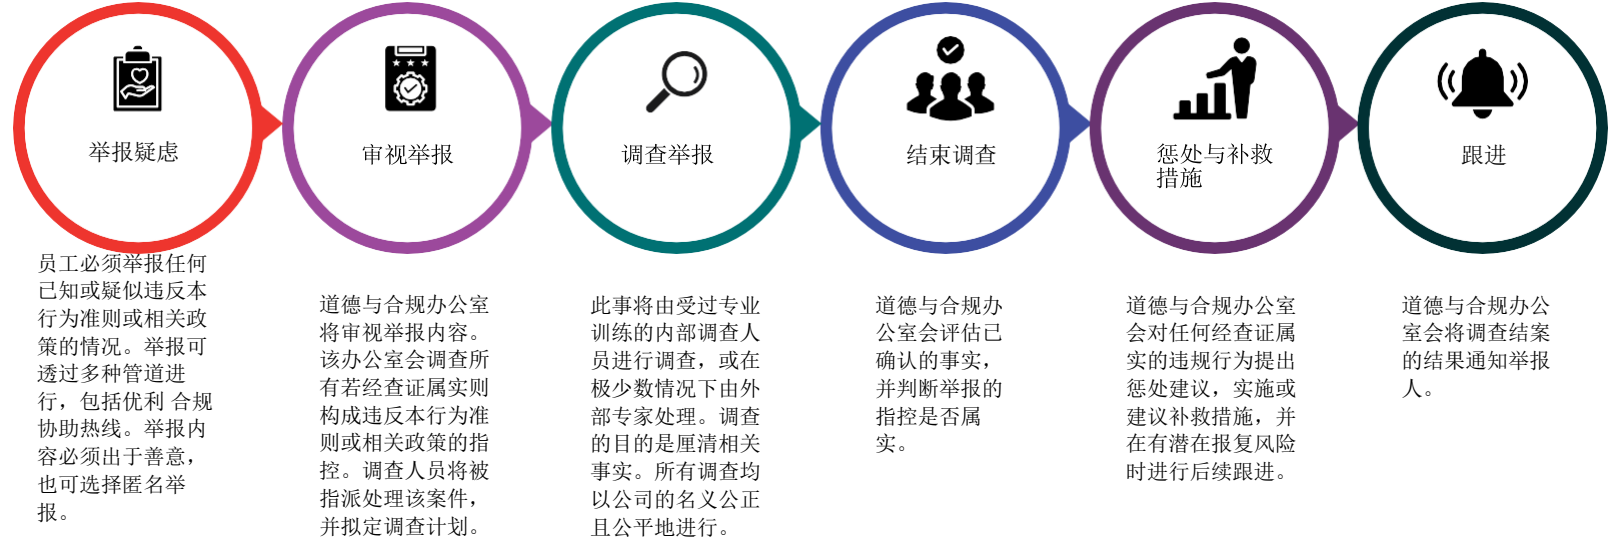 举报疑虑
员工必须举报任何
已知或疑似违反本
行为准则或相关政
策的情况。举报可
透过多种管道进
行，包括优利 合规
协助热线。举报内
容必须出于善意，
也可选择匿名举
报。
审视举报
道德与合规办公室
将审视举报内容。
该办公室会调查所
有若经查证属实则
构成违反本行为准
则或相关政策的指
控。调查人员将被
指派处理该案件，
并拟定调查计划。
调查举报
此事将由受过专业
训练的内部调查人
员进行调查，或在
极少数情况下由外
部专家处理。调查
的目的是厘清相关
事实。所有调查均
以公司的名义公正
且公平地进行。
结束调查
道德与合规办
公室会评估已
确认的事实，
并判断举报的
指控是否属
实。
惩处与补救
措施
道德与合规办公室
会对任何经查证属
实的违规行为提出
惩处建议，实施或
建议补救措施，并
在有潜在报复风险
时进行后续跟进。
跟进
道德与合规办公
室会将调查结案
的结果通知举报
人。